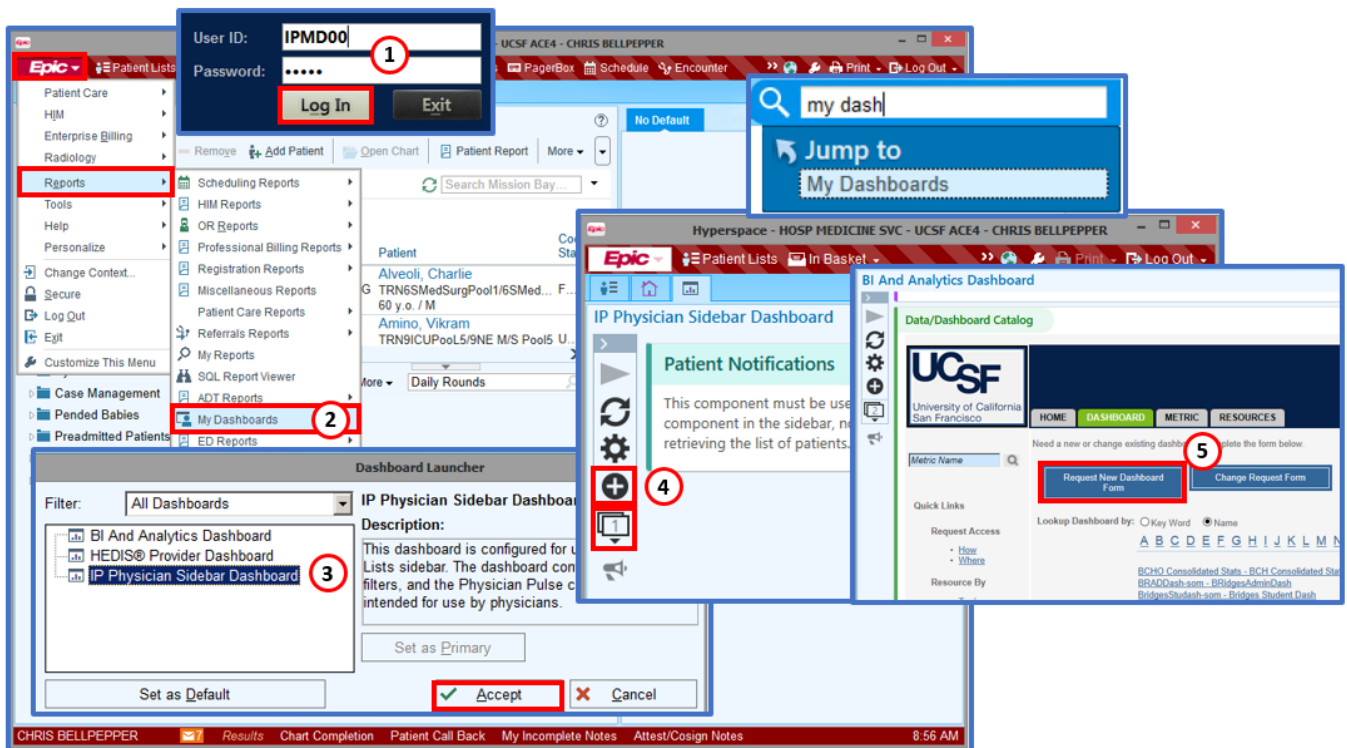 User ID: IPMD00
Password: •••••
Log In
Exit
1
- UCSF ACE4 - CHRIS BELLPEPPER
Epic
Patient Lists
PagerBox
Schedule
Encounter
Print
Log Out
Patient Care
HIM
Enterprise Billing
Radiology
Reports
Tools
Help
Personalize
Change Context...
Secure
Log Out
Exit
Customize This Menu
Case Management
Pended Babies
Preadmitted Patients
Remove
Add Patient
Open Chart
Patient Report
More
No Default
Search Mission Bay...
Scheduling Reports
HIM Reports
OR Reports
Professional Billing Reports
Registration Reports
Miscellaneous Reports
Patient Care Reports
Referrals Reports
My Reports
SQL Report Viewer
ADT Reports
My Dashboards
2
ED Reports
Patient
Alveoli, Charlie
G TRN6SMedSurgPool1/6SMed... F...
60 y.o. / M
Amino, Vikram
TRN9ICUPooL5/9NE M/S Pool5 U...
More
Daily Rounds
my dash
Jump to
My Dashboards
Dashboard Launcher
Filter: All Dashboards
BI And Analytics Dashboard
HEDIS® Provider Dashboard
IP Physician Sidebar Dashboard
3
IP Physician Sidebar Dashboar
Description:
This dashboard is configured for u
Lists sidebar. The dashboard con
filters, and the Physician Pulse c
intended for use by physicians.
Set as Primary
Set as Default
Accept
Cancel
Hyperspace - HOSP MEDICINE SVC - UCSF ACE4 - CHRIS BELLPEPPER
Epic
Patient Lists
In Basket
Print
Log Out
IP Physician Sidebar Dashboard
Patient Notifications
This component must be use
component in the sidebar, no
retrieving the list of patients.
4
1
BI And Analytics Dashboard
Data/Dashboard Catalog
2
UCSF
University of California
San Francisco
HOME
DASHBOARD
METRIC
RESOURCES
Metric Name
5
Request New Dashboard
Form
Change Request Form
Quick Links
Request Access
How
Where
Resource By
Lookup Dashboard by: Key Word Name
A B C D E F G H I J K L M N
BCHO Consolidated Stats - BCH Consolidated Stat
BRADDash-som - BRidgesAdminDash
BridgesStudash-som - Bridges Student Dash
CHRIS BELLPEPPER
7
Results
Chart Completion
Patient Call Back
My Incomplete Notes
Attest/Cosign Notes
8:56 AM